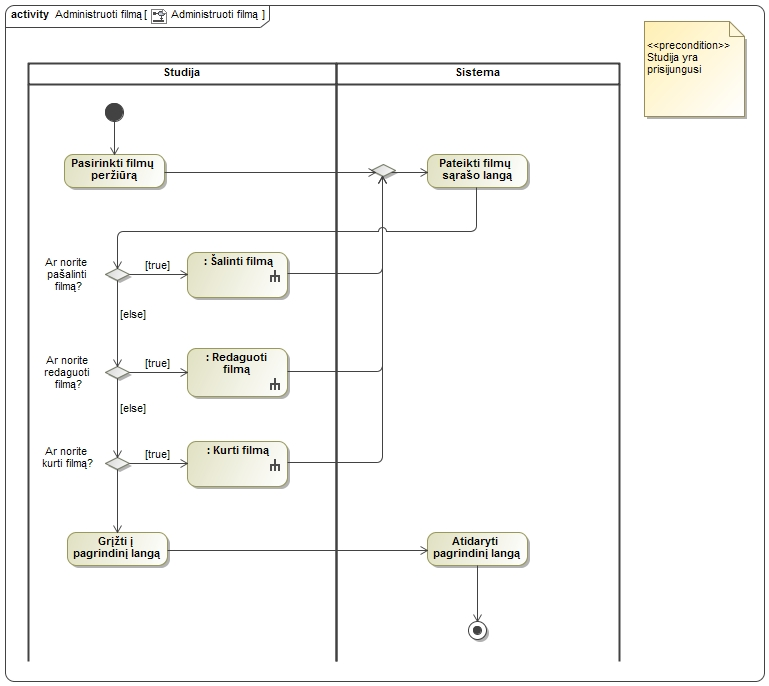 activity Administruoti filmą [ Administruoti filmą ]
<<precondition>>
Studija yra
prisijungusi
Studija
Sistema
Pasirinkti filmų
peržiūrą
Pateikti filmų
sąrašo langą
Ar norite
pašalinti
filmą?
[true]
: Šalinti filmą
[else]
Ar norite
redaguoti
filmą?
[true]
: Redaguoti
filmą
[else]
Ar norite
kurti filmą?
[true]
: Kurti filmą
Grįžti į
pagrindinį langą
Atidaryti
pagrindinį langą